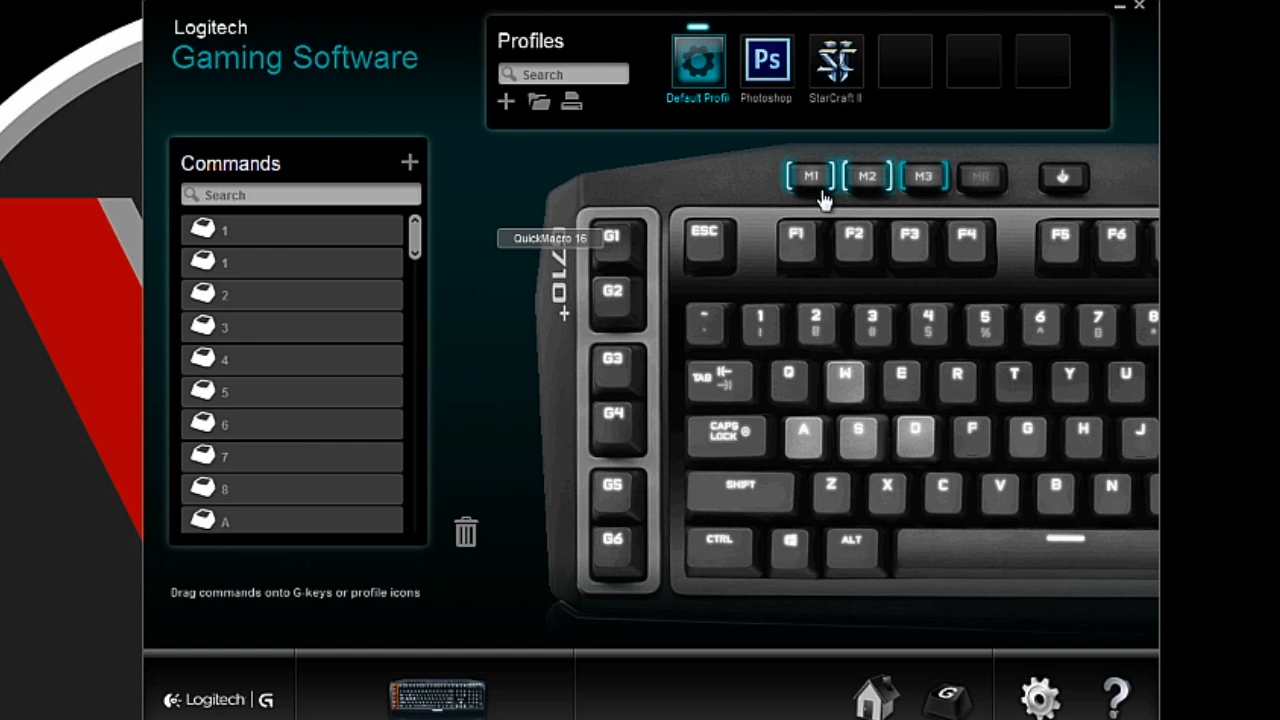 Logitech
Gaming Software
Profiles
Search
Default Profi
Ps
Photoshop
StarCraft II
Commands
Search
1
1
2
3
4
5
6
7
8
A
Drag commands onto G-keys or profile icons
M1 M2 M3 MR
QuickMacro 16
G710+
G1
G2
G3
G4
G5
G6
ESC F1 F2 F3 F4 F5 F6
1 2 3 4 5 6 7 8
TAB Q W E R T Y U
CAPS LOCK A S D F G H J
SHIFT Z X C V B N
CTRL ALT
Logitech | G
G
?